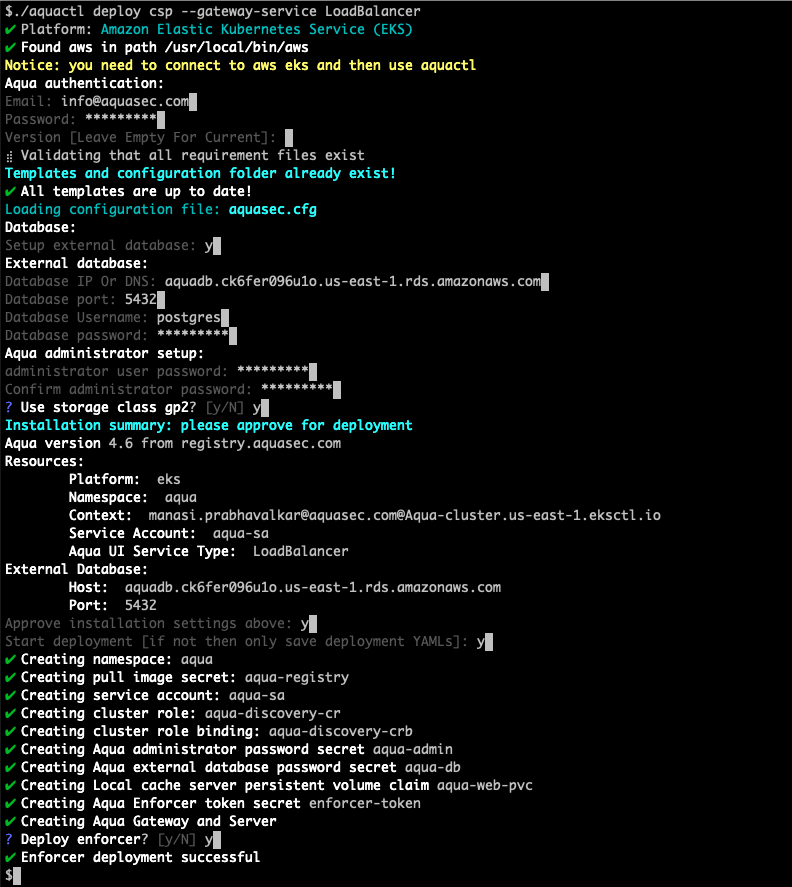 $./aquactl deploy csp --gateway-service LoadBalancer
✔ Platform: Amazon Elastic Kubernetes Service (EKS)
✔ Found aws in path /usr/local/bin/aws
Notice: you need to connect to aws eks and then use aquactl
Aqua authentication:
Email: info@aquasec.com
Password: *********
Version [Leave Empty For Current]:
⣾ Validating that all requirement files exist
Templates and configuration folder already exist!
✔ All templates are up to date!
Loading configuration file: aquasec.cfg
Database:
Setup external database: y
External database:
Database IP Or DNS: aquadb.ck6fer096u1o.us-east-1.rds.amazonaws.com
Database port: 5432
Database Username: postgres
Database password: *********
Aqua administrator setup:
administrator user password: *********
Confirm administrator password: *********
? Use storage class gp2? [y/N] y
Installation summary: please approve for deployment
Aqua version 4.6 from registry.aquasec.com
Resources:
Platform: eks
Namespace: aqua
Context: manasi.prabhavalkar@aquasec.com@Aqua-cluster.us-east-1.eksctl.io
Service Account: aqua-sa
Aqua UI Service Type: LoadBalancer
External Database:
Host: aquadb.ck6fer096u1o.us-east-1.rds.amazonaws.com
Port: 5432
Approve installation settings above: y
Start deployment [if not then only save deployment YAMLs]: y
✔ Creating namespace: aqua
✔ Creating pull image secret: aqua-registry
✔ Creating service account: aqua-sa
✔ Creating cluster role: aqua-discovery-cr
✔ Creating cluster role binding: aqua-discovery-crb
✔ Creating Aqua administrator password secret aqua-admin
✔ Creating Aqua external database password secret aqua-db
✔ Creating Local cache server persistent volume claim aqua-web-pvc
✔ Creating Aqua Enforcer token secret enforcer-token
✔ Creating Aqua Gateway and Server
? Deploy enforcer? [y/N] y
✔ Enforcer deployment successful
$